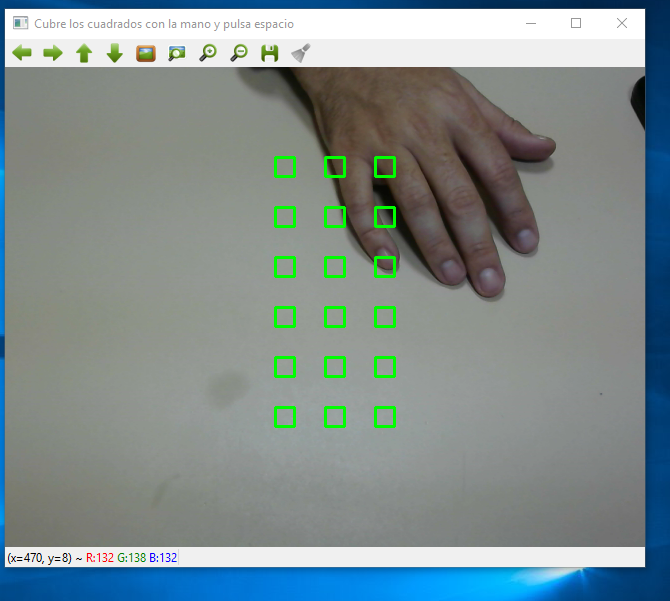 Cubre los cuadrados con la mano y pulsa espacio
(x=470, y=8) ~ R:132 G:138 B:132